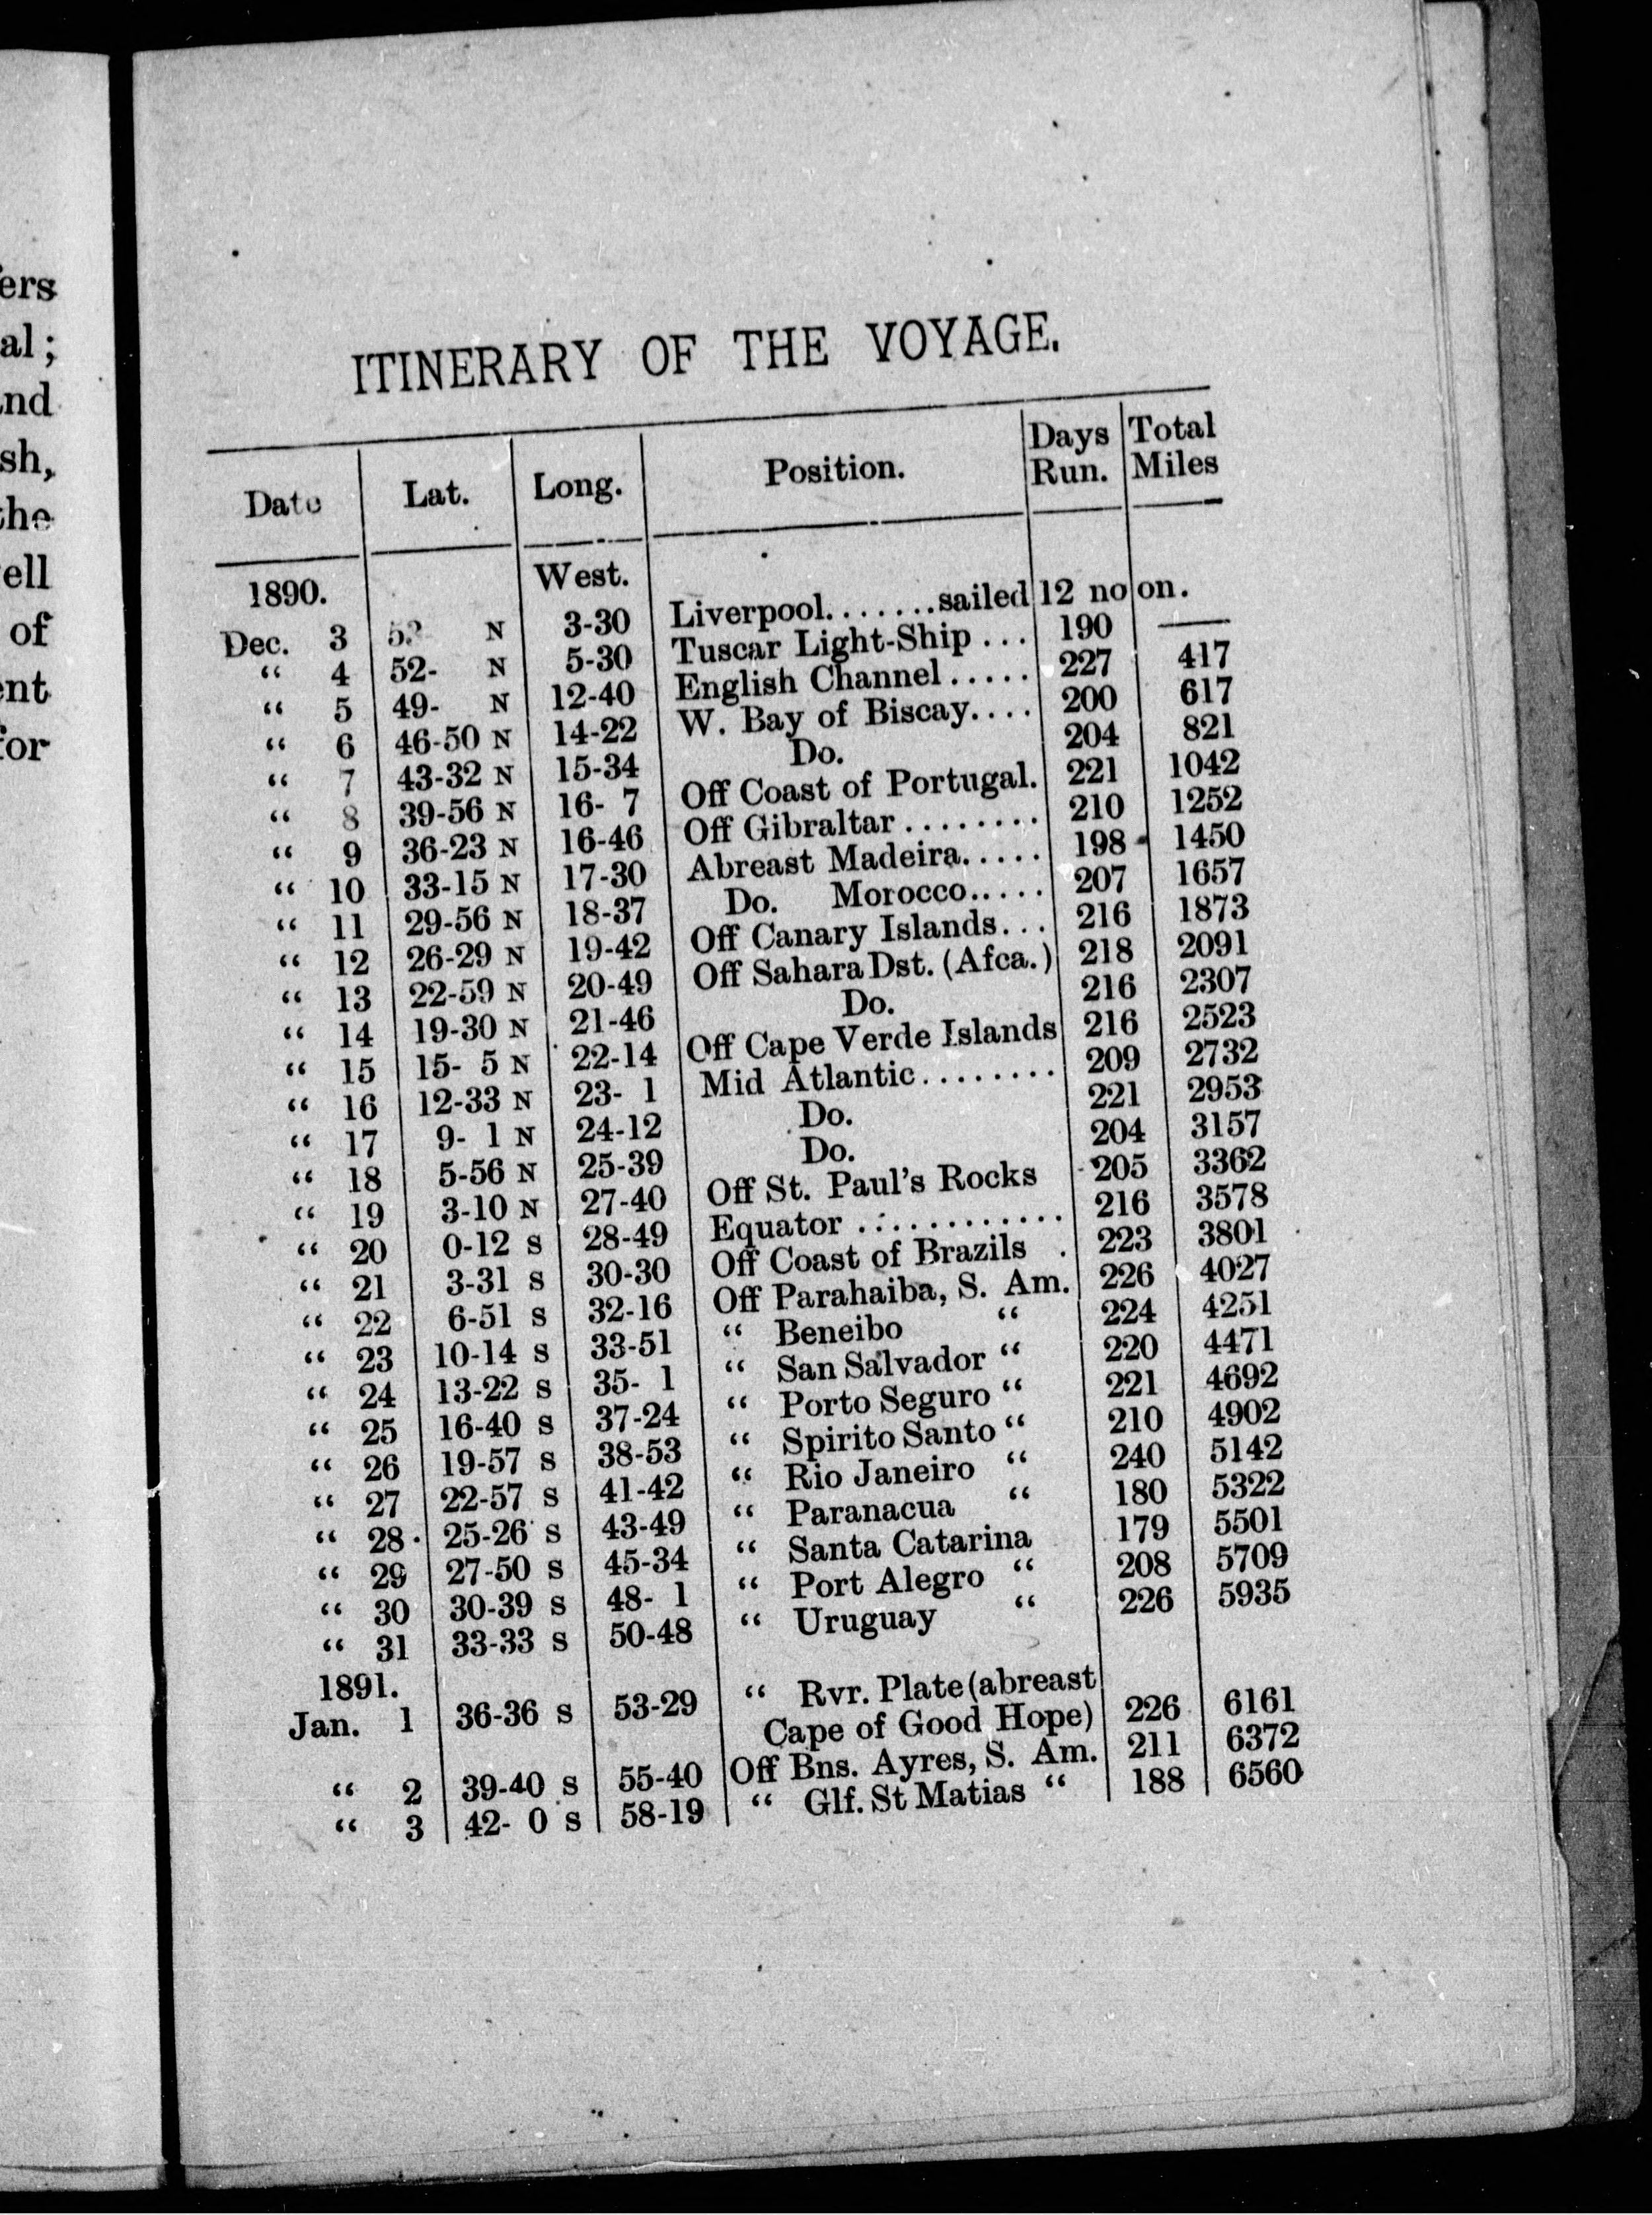 ers
al;
nd
sh,
the
ell
of
ent
for
ITINERARY OF THE VOYAGE.
Date Lat. Long. Position. Days Run. Total Miles
1890. West.
Dec. 3 N 3-30 Liverpool.......sailed 12 noon.
“ 4 52- N 5-30 Tuscar Light-Ship... 190 ——
“ 5 49- N 12-40 English Channel..... 227 417
“ 6 46-50 N 14-22 W. Bay of Biscay.... 200 617
“ 7 43-32 N 15-34 Do. 204 821
“ 8 39-56 N 16- 7 Off Coast of Portugal. 221 1042
“ 9 36-23 N 16-46 Off Gibraltar........ 210 1252
“ 10 33-15 N 17-30 Abreast Madeira..... 198 1450
“ 11 29-56 N 18-37 Do. Morocco..... 207 1657
“ 12 26-29 N 19-42 Off Canary Islands... 216 1873
“ 13 22-59 N 20-49 Off Sahara Dst. (Afca.) 218 2091
“ 14 19-30 N 21-46 Do. 216 2307
“ 15 15- 5 N 22-14 Off Cape Verde Islands 216 2523
“ 16 12-33 N 23- 1 Mid Atlantic........ 209 2732
“ 17 9- 1 N 24-12 Do. 221 2953
“ 18 5-56 N 25-39 Do. 204 3157
“ 19 3-10 N 27-40 Off St. Paul's Rocks 205 3362
“ 20 0-12 S 28-49 Equator............ 216 3578
“ 21 3-31 S 30-30 Off Coast of Brazils . 223 3801
“ 22 6-51 S 32-16 Off Parahaiba, S. Am. 226 4027
“ 23 10-14 S 33-51 “ Beneibo “ 224 4251
“ 24 13-22 S 35- 1 “ San Salvador “ 220 4471
“ 25 16-40 S 37-24 “ Porto Seguro “ 221 4692
“ 26 19-57 S 38-53 “ Spirito Santo “ 210 4902
“ 27 22-57 S 41-42 “ Rio Janeiro “ 240 5142
“ 28 25-26 S 43-49 “ Paranacua “ 180 5322
“ 29 27-50 S 45-34 “ Santa Catarina 179 5501
“ 30 30-39 S 48- 1 “ Port Alegro “ 208 5709
“ 31 33-33 S 50-48 “ Uruguay “ 226 5935
1891.
Jan. 1 36-36 S 53-29 “ Rvr. Plate (abreast
Cape of Good Hope) 226 6161
“ 2 39-40 S 55-40 Off Bns. Ayres, S. Am. 211 6372
“ 3 42- 0 S 58-19 “ Glf. St Matias “ 188 6560